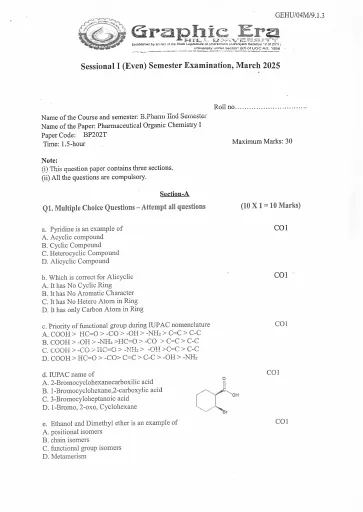 GEHU/04M/9.1.3
Graphic Era
HILL UNIVERSITY
Sessional I (Even) Semester Examination, March 2025
Roll no..............................
Name of the Course and semester: B.Pharm IInd Semester
Name of the Paper: Pharmaceutical Organic Chemistry I
Paper Code: BP202T
Time: 1.5-hour Maximum Marks: 30
Note:
(i) This question paper contains three sections.
(ii) All the questions are compulsory.
Section-A
Q1. Multiple Choice Questions – Attempt all questions (10 X 1 = 10 Marks)
a. Pyridine is an example of CO1
A. Acyclic compound
B. Cyclic Compound
C. Heterocyclic Compound
D. Alicyclic Compound
b. Which is correct for Alicyclic CO1
A. It has No Cyclic Ring
B. It has No Aromatic Character
C. It has No Hetero Atom in Ring
D. It has only Carbon Atom in Ring
c. Priority of functional group during IUPAC nomenclature CO1
A. COOH > HC=O > -CO > -OH > -NH₂ > C=C > C-C
B. COOH > -OH > -NH₂ >HC=O > -CO > C=C > C-C
C. COOH > -CO > HC=O > -NH₂ > -OH >C=C > C-C
D. COOH > HC=O > -CO> C=C > C-C > -OH > -NH₂
d. IUPAC name of CO1
A. 2-Bromocyclohexanecarboxilic acid
B. 1-Bromocyclohexane,2-carboxylic acid
C. 3-Bromocyloheptanoic acid
D. 1-Bromo, 2-oxo, Cyclohexane
O
OH
Br
e. Ethanol and Dimethyl ether is an example of CO1
A. positional isomers
B. chain isomers
C. functional group isomers
D. Metamerism